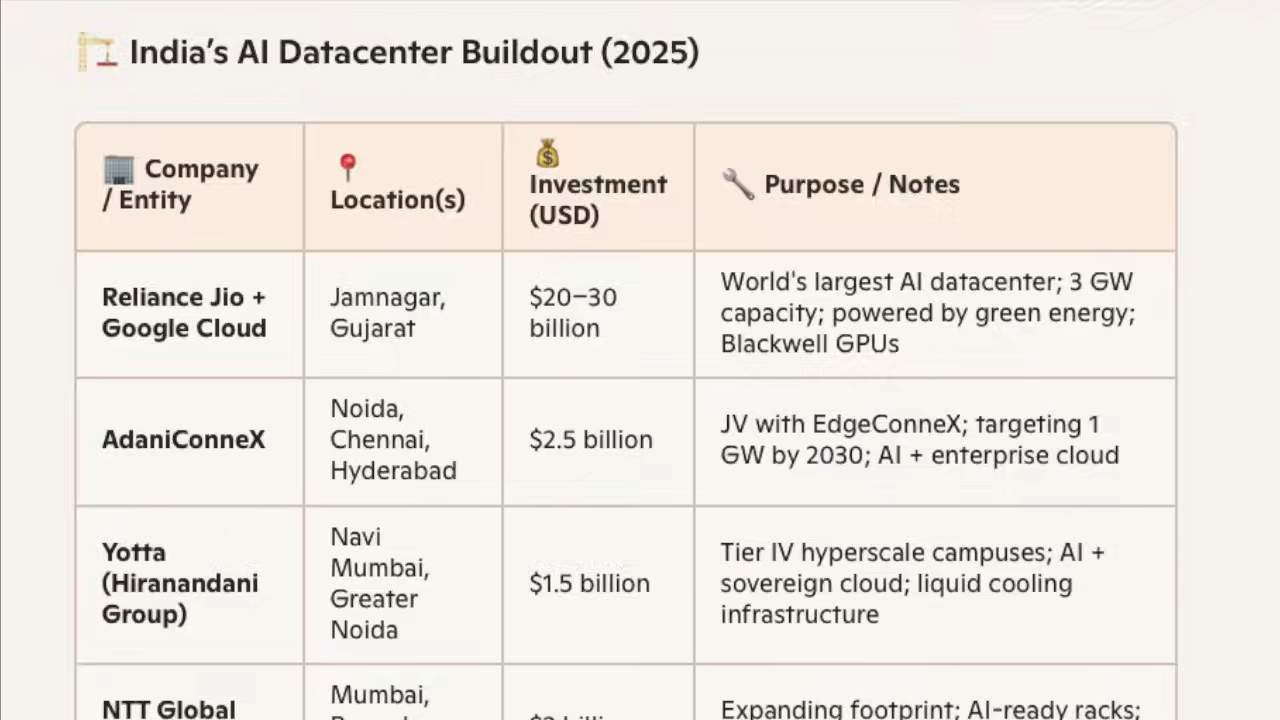 India's AI Datacenter Buildout (2025)
Company
/ Entity
Location(s)
Investment
(USD)
Purpose / Notes
Reliance Jio +
Google Cloud
Jamnagar,
Gujarat
$20–30
billion
World's largest AI datacenter; 3 GW
capacity; powered by green energy;
Blackwell GPUs
AdaniConneX
Noida,
Chennai,
Hyderabad
$2.5 billion
JV with EdgeConneX; targeting 1
GW by 2030; AI + enterprise cloud
Yotta
(Hiranandani
Group)
Navi
Mumbai,
Greater
Noida
$1.5 billion
Tier IV hyperscale campuses; AI +
sovereign cloud; liquid cooling
infrastructure
NTT Global
Mumbai,
Expanding footprint; AI-ready racks;